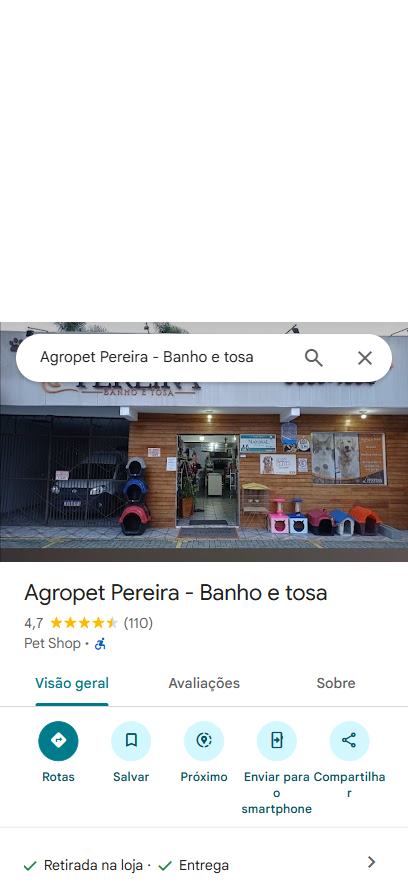 Agropet Pereira - Banho e tosa
BANHO E TOSA
Agropet Pereira - Banho e tosa
4,7 (110)
Pet Shop ·
Visão geral Avaliações Sobre
Rotas Salvar Próximo Enviar para o smartphone Compartilhar
Retirada na loja · Entrega